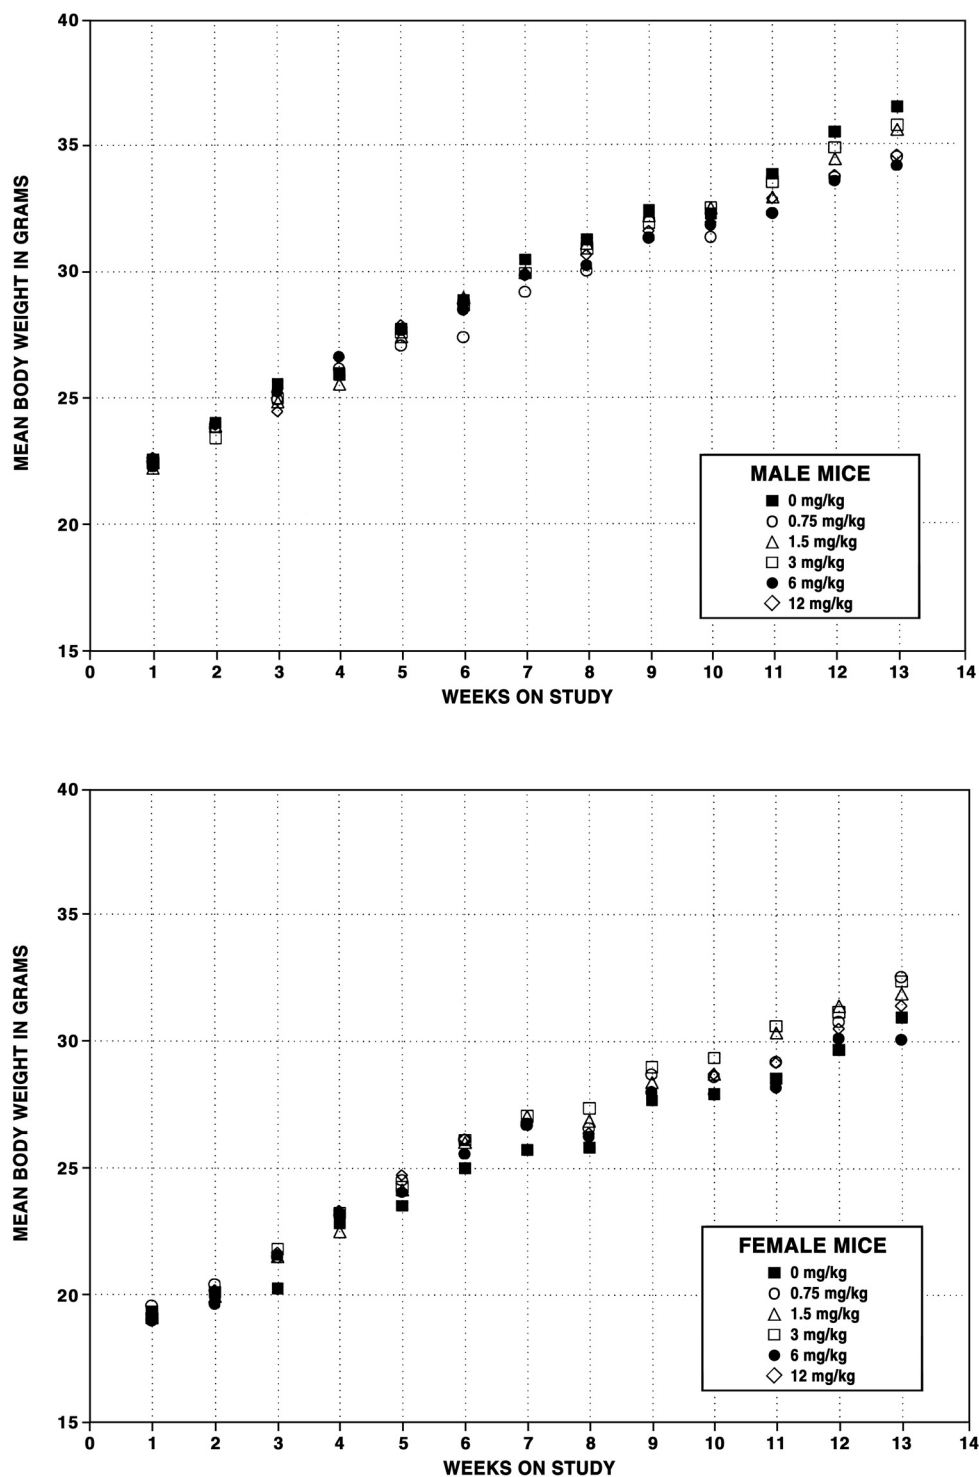 40
35
30
25
20
15
MEAN BODY WEIGHT IN GRAMS
MALE MICE
0 mg/kg
0.75 mg/kg
1.5 mg/kg
3 mg/kg
6 mg/kg
12 mg/kg
0 1 2 3 4 5 6 7 8 9 10 11 12 13 14
WEEKS ON STUDY
40
35
30
25
20
15
MEAN BODY WEIGHT IN GRAMS
FEMALE MICE
0 mg/kg
0.75 mg/kg
1.5 mg/kg
3 mg/kg
6 mg/kg
12 mg/kg
0 1 2 3 4 5 6 7 8 9 10 11 12 13 14
WEEKS ON STUDY